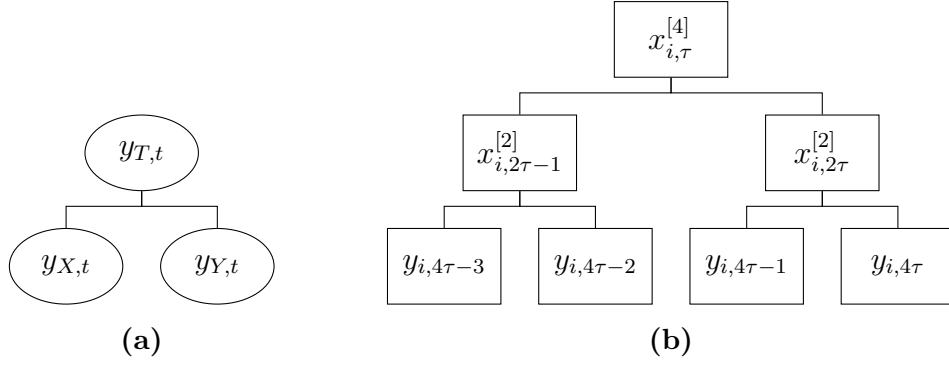 x_{i,τ}^{[4]}
y_{T,t}
x_{i,2τ−1}^{[2]} x_{i,2τ}^{[2]}
y_{X,t} y_{Y,t} y_{i,4τ−3} y_{i,4τ−2} y_{i,4τ−1} y_{i,4τ}
(a) (b)